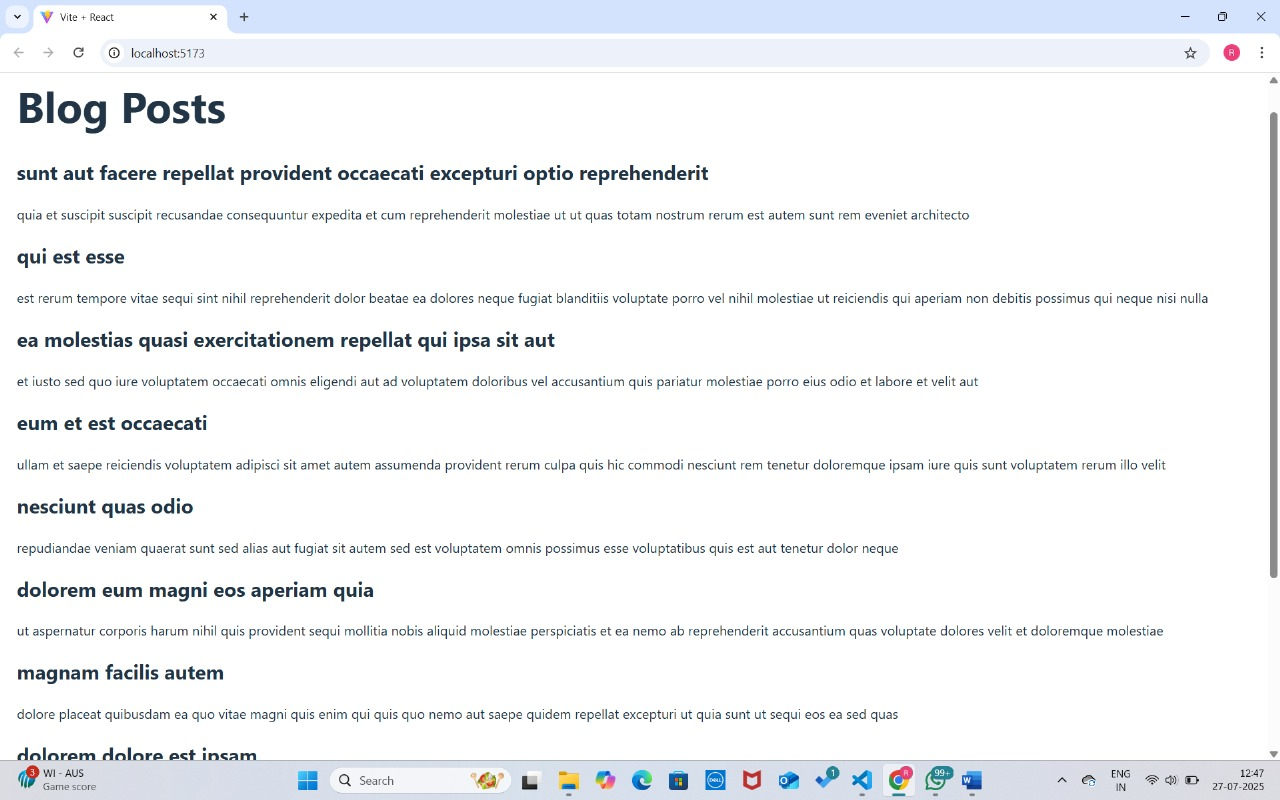 Vite + React
localhost:5173
R
Blog Posts
sunt aut facere repellat provident occaecati excepturi optio reprehenderit
quia et suscipit suscipit recusandae consequuntur expedita et cum reprehenderit molestiae ut ut quas totam nostrum rerum est autem sunt rem eveniet architecto
qui est esse
est rerum tempore vitae sequi sint nihil reprehenderit dolor beatae ea dolores neque fugiat blanditiis voluptate porro vel nihil molestiae ut reiciendis qui aperiam non debitis possimus qui neque nisi nulla
ea molestias quasi exercitationem repellat qui ipsa sit aut
et iusto sed quo iure voluptatem occaecati omnis eligendi aut ad voluptatem doloribus vel accusantium quis pariatur molestiae porro eius odio et labore et velit aut
eum et est occaecati
ullam et saepe reiciendis voluptatem adipisci sit amet autem assumenda provident rerum culpa quis hic commodi nesciunt rem tenetur doloremque ipsam iure quis sunt voluptatem rerum illo velit
nesciunt quas odio
repudiandae veniam quaerat sunt sed alias aut fugiat sit autem sed est voluptatem omnis possimus esse voluptatibus quis est aut tenetur dolor neque
dolorem eum magni eos aperiam quia
ut aspernatur corporis harum nihil quis provident sequi mollitia nobis aliquid molestiae perspiciatis et ea nemo ab reprehenderit accusantium quas voluptate dolores velit et doloremque molestiae
magnam facilis autem
dolore placeat quibusdam ea quo vitae magni quis enim qui quis quo nemo aut saepe quidem repellat excepturi ut quia sunt ut sequi eos ea sed quas
dolorem dolore est ipsam
3
WI - AUS
Game score
Search
DELL
1
R
99+
W
ENG
IN
12:47
27-07-2025